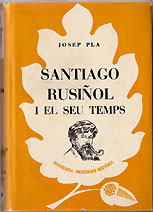 JOSEP PLA
SANTIAGO
RUSIÑOL
I EL SEU TEMPS